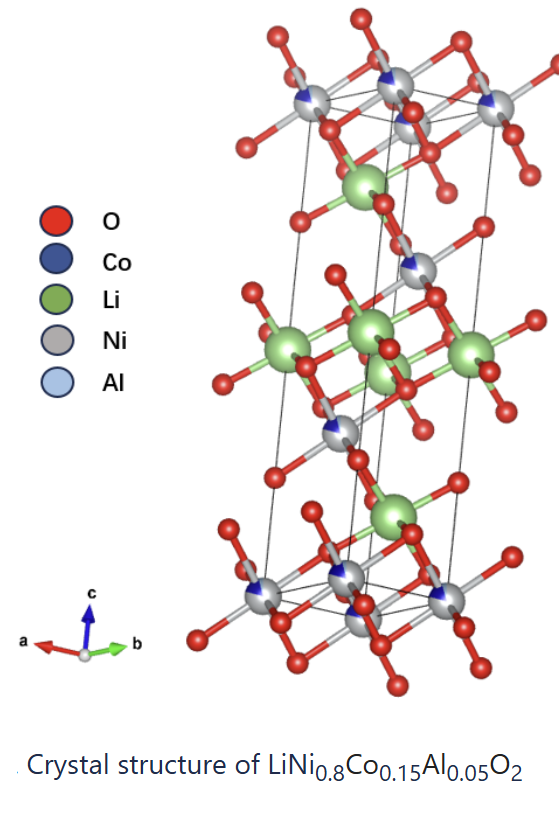 O
Co
Li
Ni
Al
c
a
b
Crystal structure of LiNi0.8Co0.15Al0.05O2